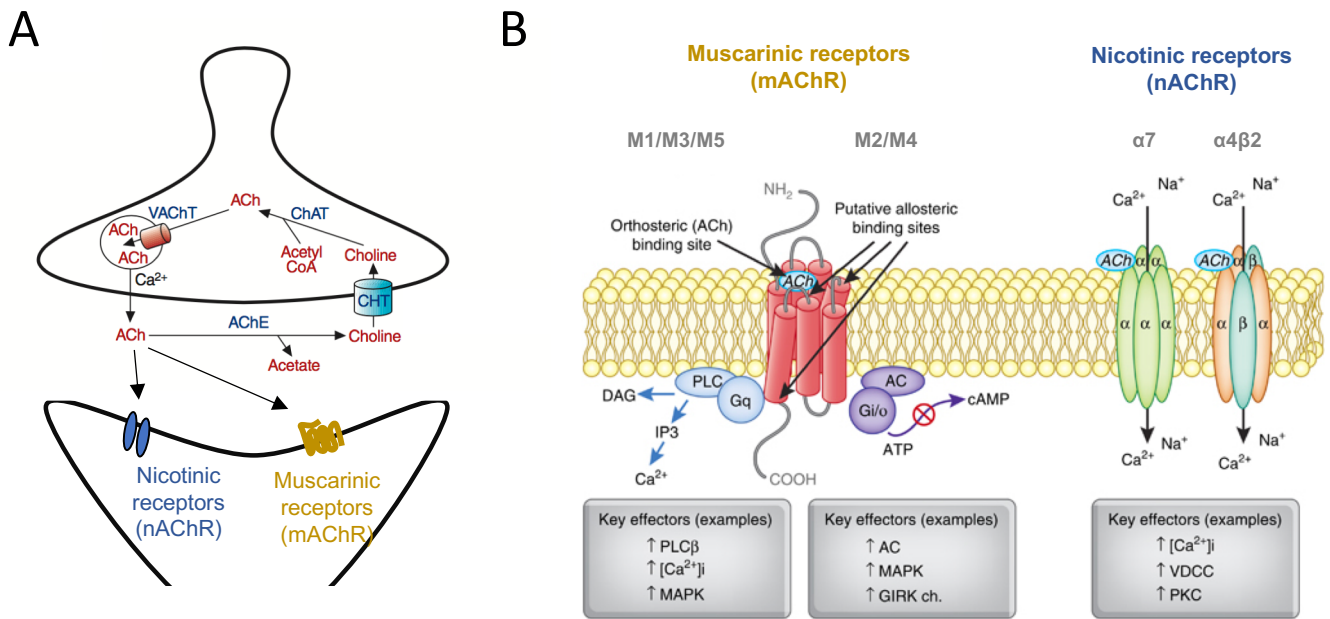 A
VAChT
ACh
ChAT
ACh
ACh
Acetyl
CoA
Choline
Ca²⁺
CHT
ACh
AChE
Choline
Acetate
Nicotinic
receptors
(nAChR)
Muscarinic
receptors
(mAChR)
B
Muscarinic receptors
(mAChR)
M1/M3/M5
M2/M4
NH₂
Orthosteric (ACh)
binding site
Putative allosteric
binding sites
ACh
PLC
Gq
DAG
IP3
Ca²⁺
AC
Gi/o
cAMP
ATP
COOH
Key effectors (examples)
↑ PLCβ
↑ [Ca²⁺]i
↑ MAPK
Key effectors (examples)
↑ AC
↑ MAPK
↑ GIRK ch.
Nicotinic receptors
(nAChR)
α7
α4β2
Ca²⁺ Na⁺
Ca²⁺ Na⁺
ACh α α
α α α
ACh α β
α β α
Ca²⁺ Na⁺
Ca²⁺ Na⁺
Key effectors (examples)
↑ [Ca²⁺]i
↑ VDCC
↑ PKC